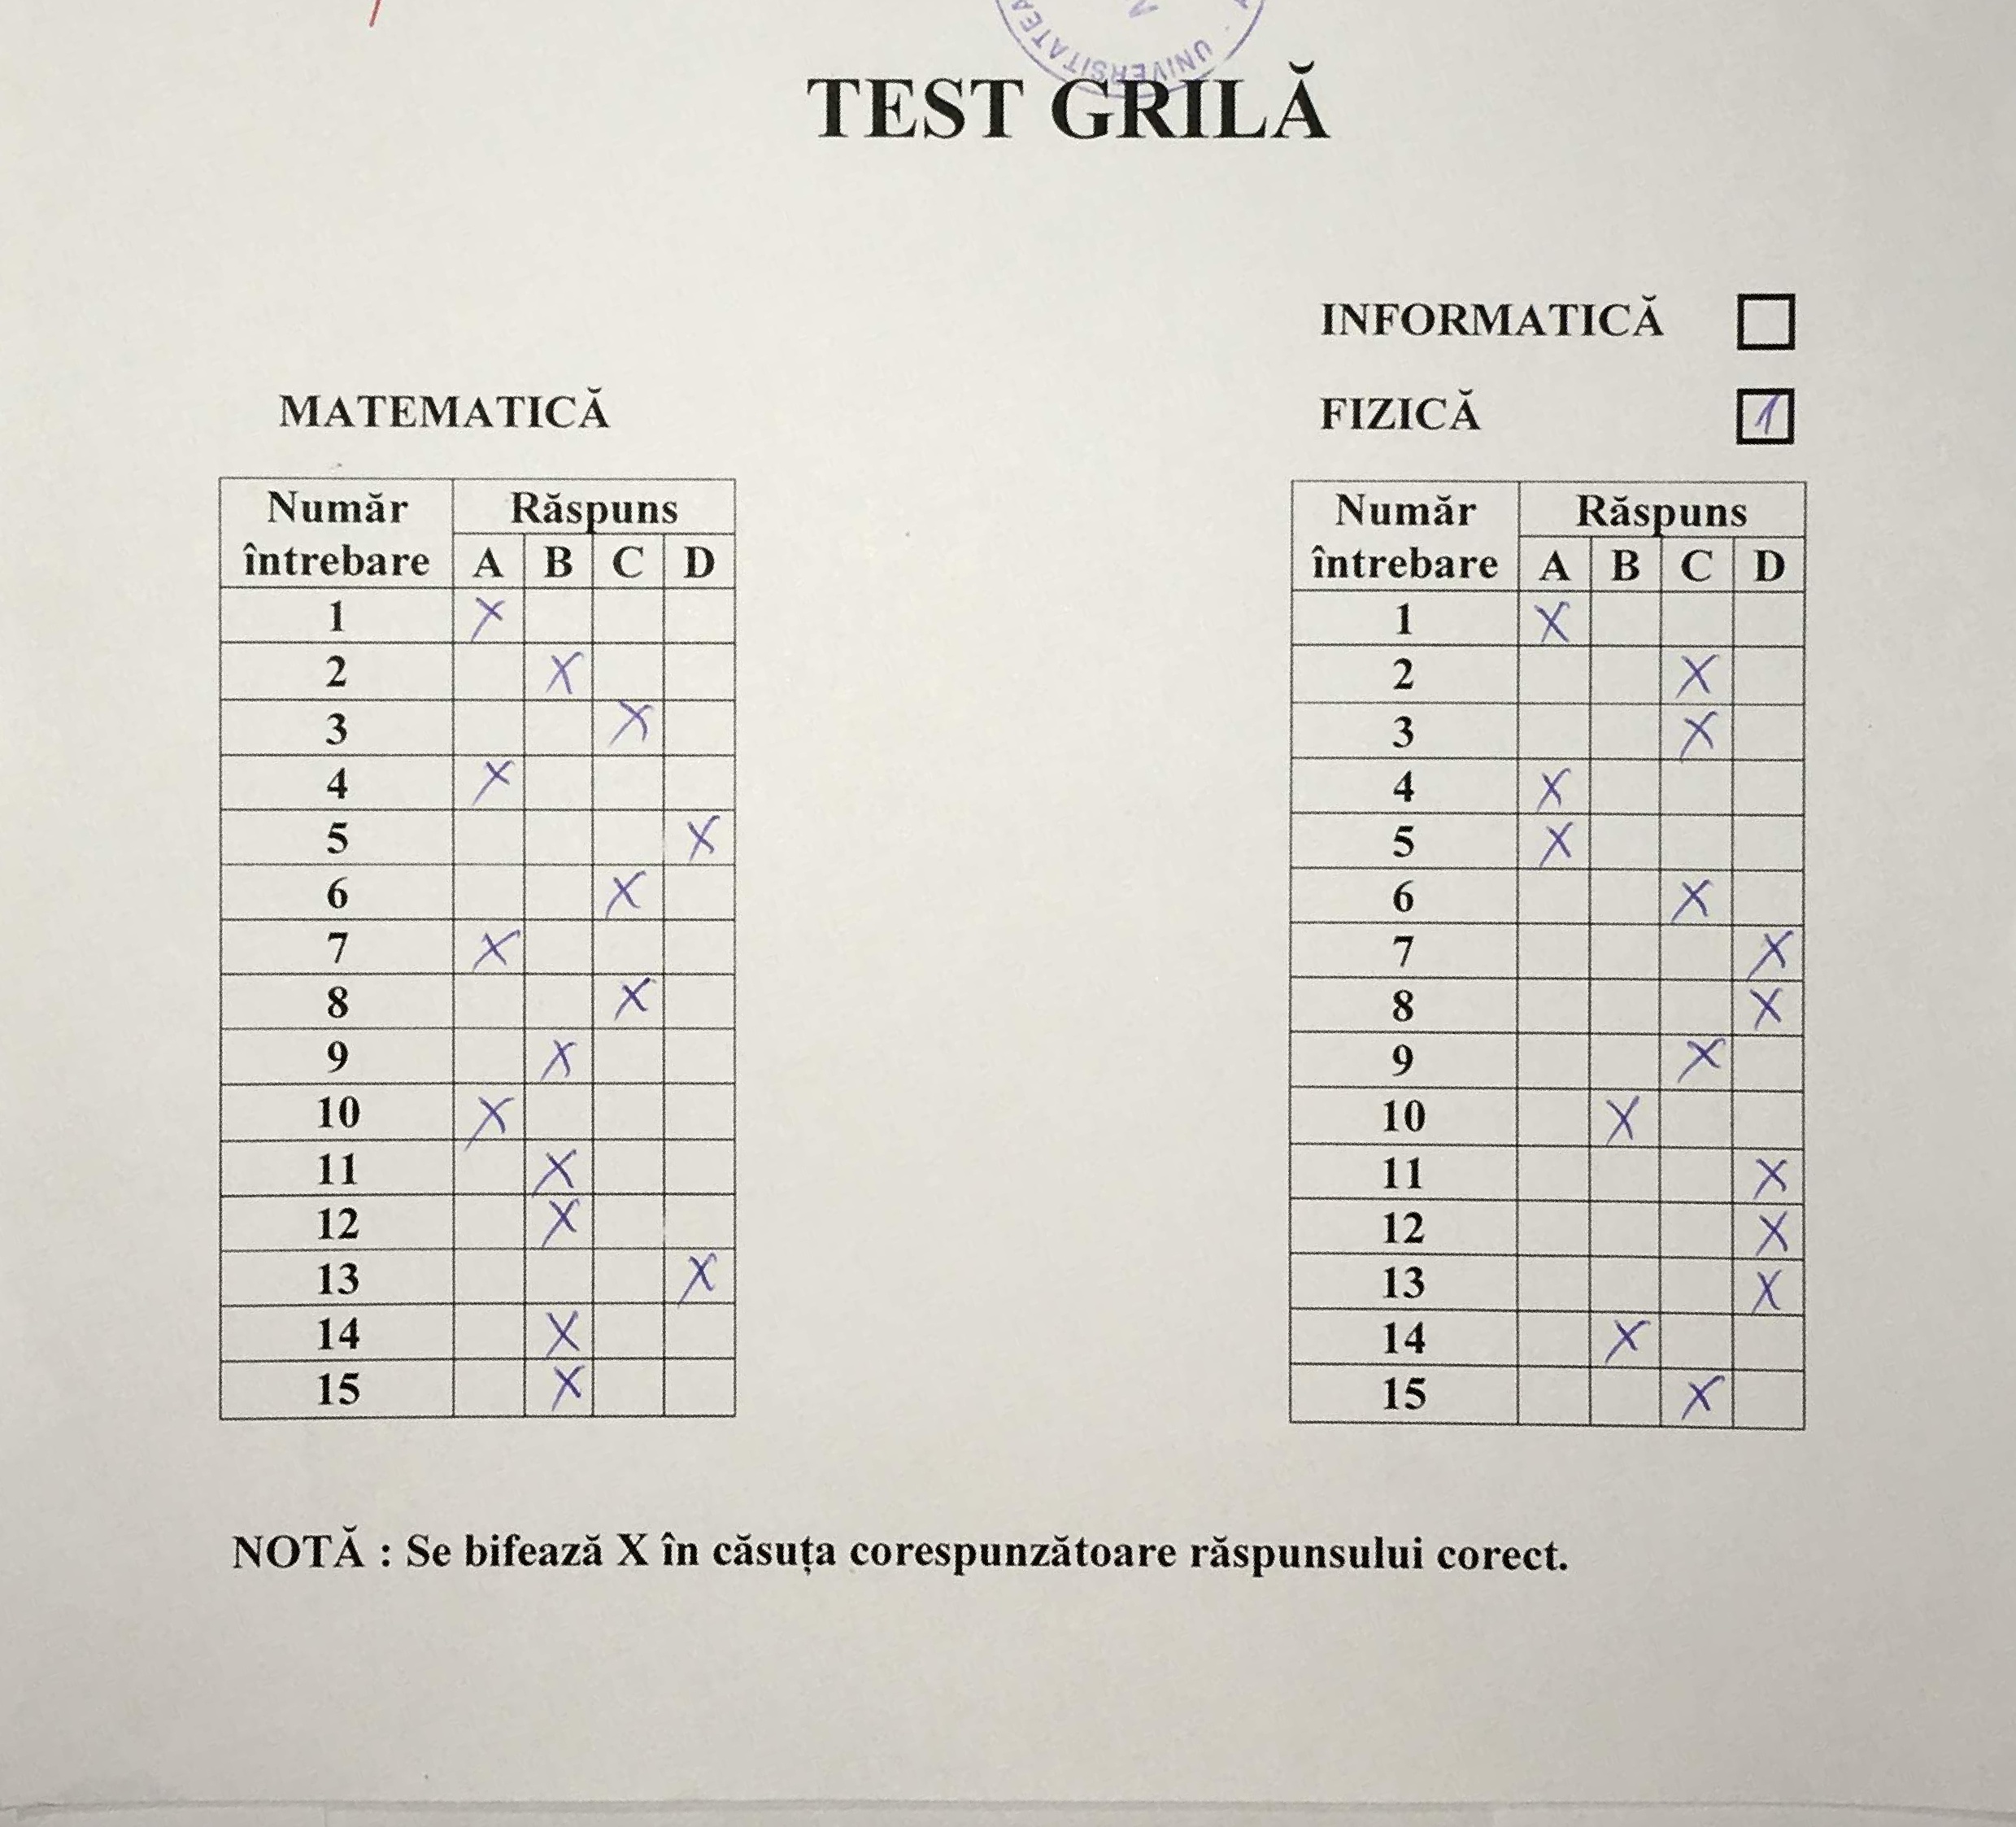 UNIVERSITATEA
TEST GRILĂ
INFORMATICĂ
MATEMATICĂ
FIZICĂ 1
Număr întrebare Răspuns
A B C D
1 X
2 X
3 X
4 X
5 X
6 X
7 X
8 X
9 X
10 X
11 X
12 X
13 X
14 X
15 X
Număr întrebare Răspuns
A B C D
1 X
2 X
3 X
4 X
5 X
6 X
7 X
8 X
9 X
10 X
11 X
12 X
13 X
14 X
15 X
NOTĂ : Se bifează X în căsuța corespunzătoare răspunsului corect.